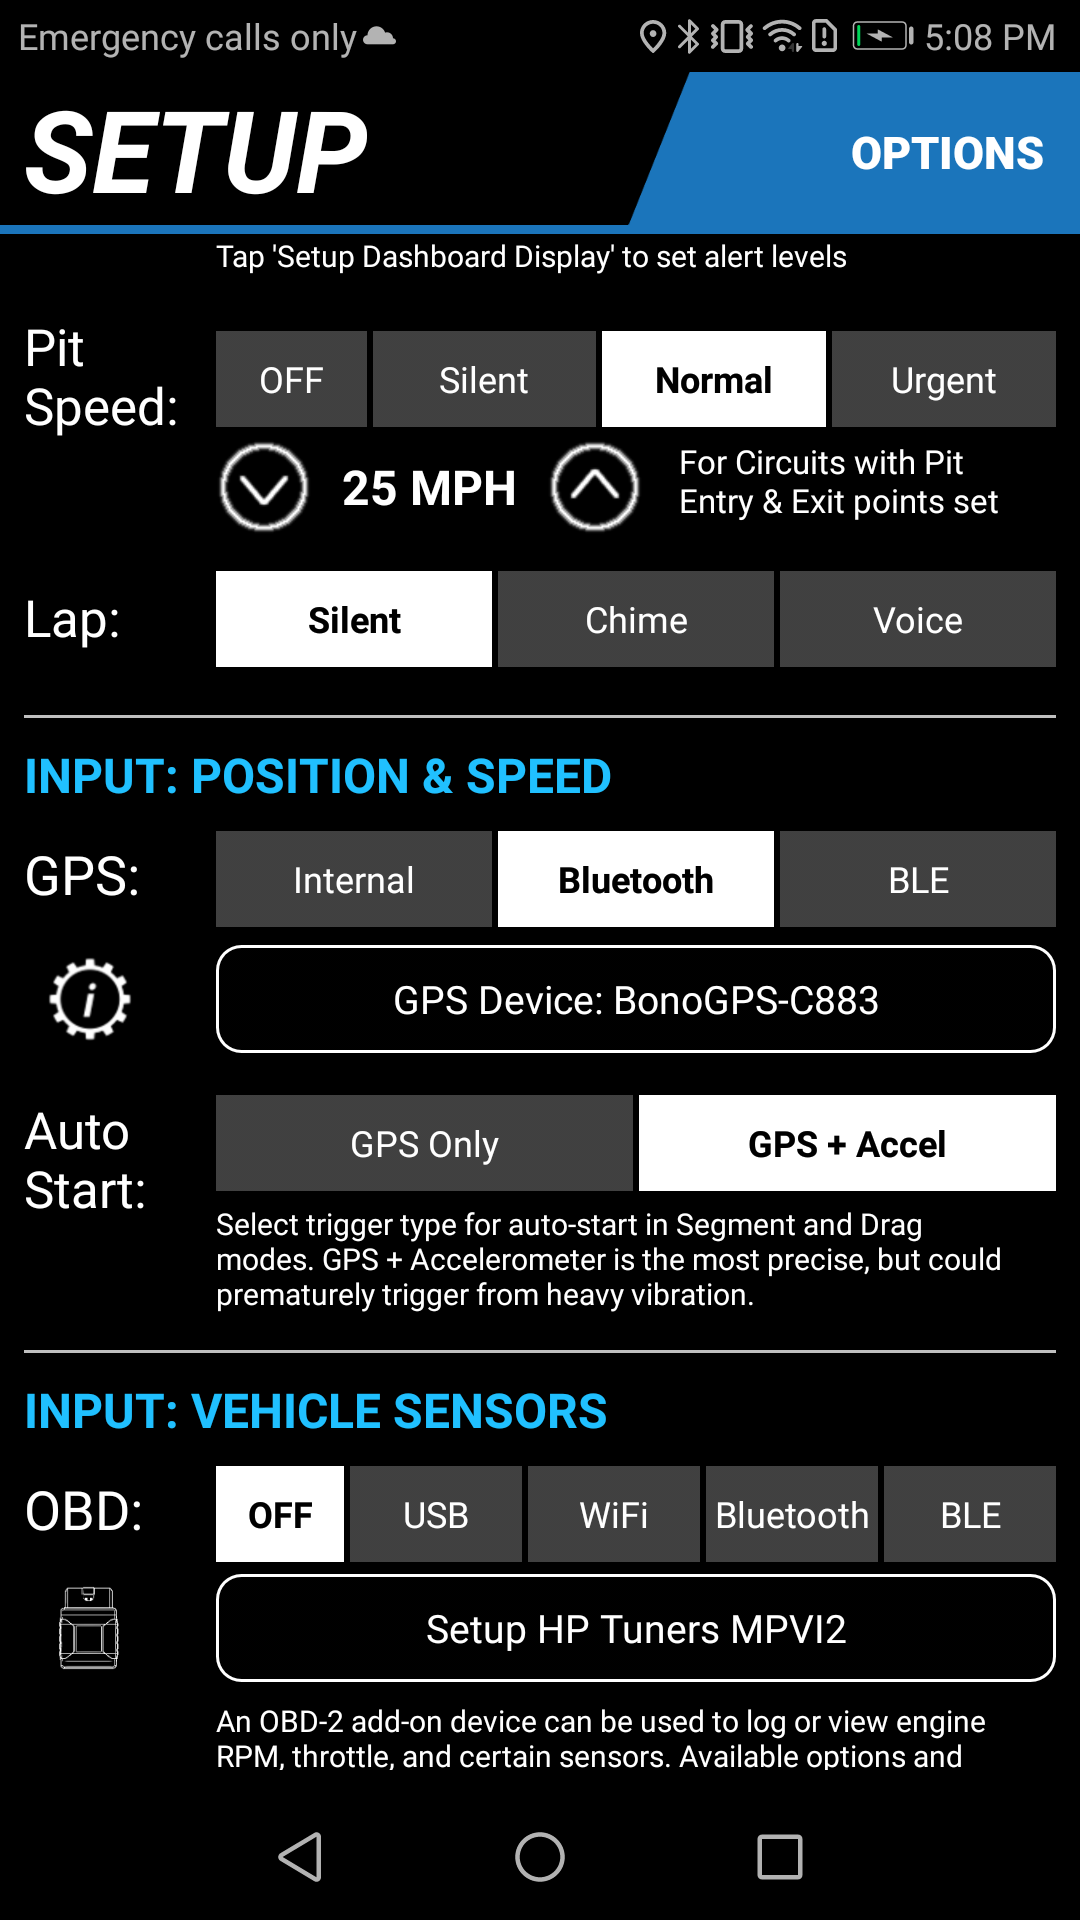 Emergency calls only 5:08 PM
SETUP
OPTIONS
Tap 'Setup Dashboard Display' to set alert levels
Pit
Speed:
OFF Silent Normal Urgent
25 MPH
For Circuits with Pit
Entry & Exit points set
Lap:
Silent Chime Voice
INPUT: POSITION & SPEED
GPS:
Internal Bluetooth BLE
i
GPS Device: BonoGPS-C883
Auto
Start:
GPS Only GPS + Accel
Select trigger type for auto-start in Segment and Drag
modes. GPS + Accelerometer is the most precise, but could
prematurely trigger from heavy vibration.
INPUT: VEHICLE SENSORS
OBD:
OFF USB WiFi Bluetooth BLE
Setup HP Tuners MPVI2
An OBD-2 add-on device can be used to log or view engine
RPM, throttle, and certain sensors. Available options and